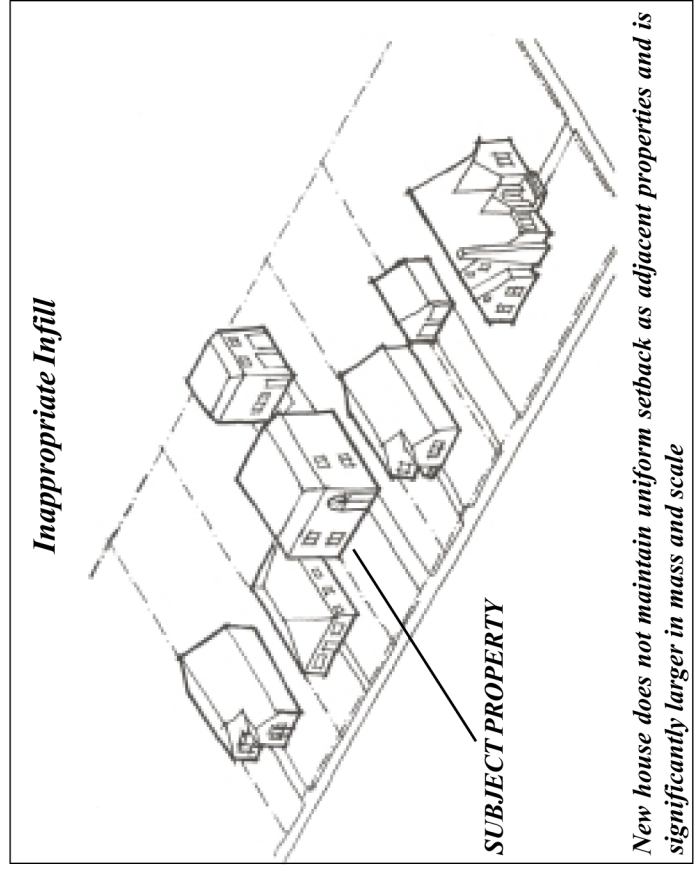 Inappropriate Infill
SUBJECT PROPERTY
New house does not maintain uniform setback as adjacent properties and is
significantly larger in mass and scale